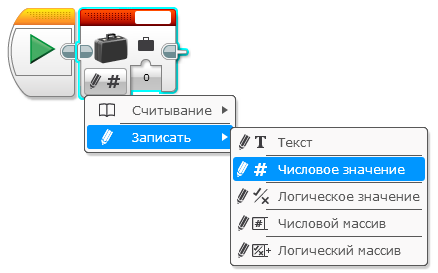 #
0
Считывание
Записать
T Текст
# Числовое значение
Логическое значение
# Числовой массив
Логический массив